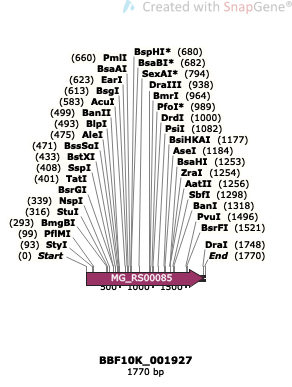 Created with SnapGene®
(660) PmlI
BsaAI
(623) EarI
(613) BsgI
(583) AcuI
(499) BanII
(493) BlpI
(475) AleI
(471) BssSαI
(433) BstXI
(408) SspI
(401) TatI
BsrGI
(339) NspI
(316) StuI
(293) BmgBI
(99) PflMI
(93) StyI
(0) Start
BspHI* (680)
BsaBI* (682)
SexAI* (794)
DraIII (938)
BmrI (964)
PfoI* (989)
DrdI (1000)
PsiI (1082)
BsiHKAI (1177)
AseI (1184)
BsaHI (1253)
ZraI (1254)
AatII (1256)
SbfI (1298)
BanI (1318)
PvuI (1496)
BsrFI (1521)
DraI (1748)
End (1770)
MG_RS00085
500 1000 1500
BBF10K_001927
1770 bp